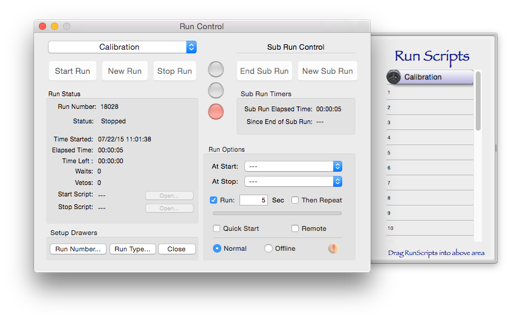 Run Control
Calibration
Sub Run Control
Start Run New Run Stop Run End Sub Run New Sub Run
Run Status
Run Number: 18028
Status: Stopped
Time Started: 07/22/15 11:01:38
Elapsed Time: 00:00:05
Time Left : 00:00:00
Waits: 0
Vetos: 0
Start Script: --- Open...
Stop Script: --- Open...
Setup Drawers
Run Number... Run Type... Close
Sub Run Timers
Sub Run Elapsed Time: 00:00:05
Since End of Sub Run: ---
Run Options
At Start: ---
At Stop: ---
Run: 5 Sec Then Repeat
Quick Start Remote
Normal Offline
Run Scripts
Calibration
1
2
3
4
5
6
7
8
9
10
Drag RunScripts into above area